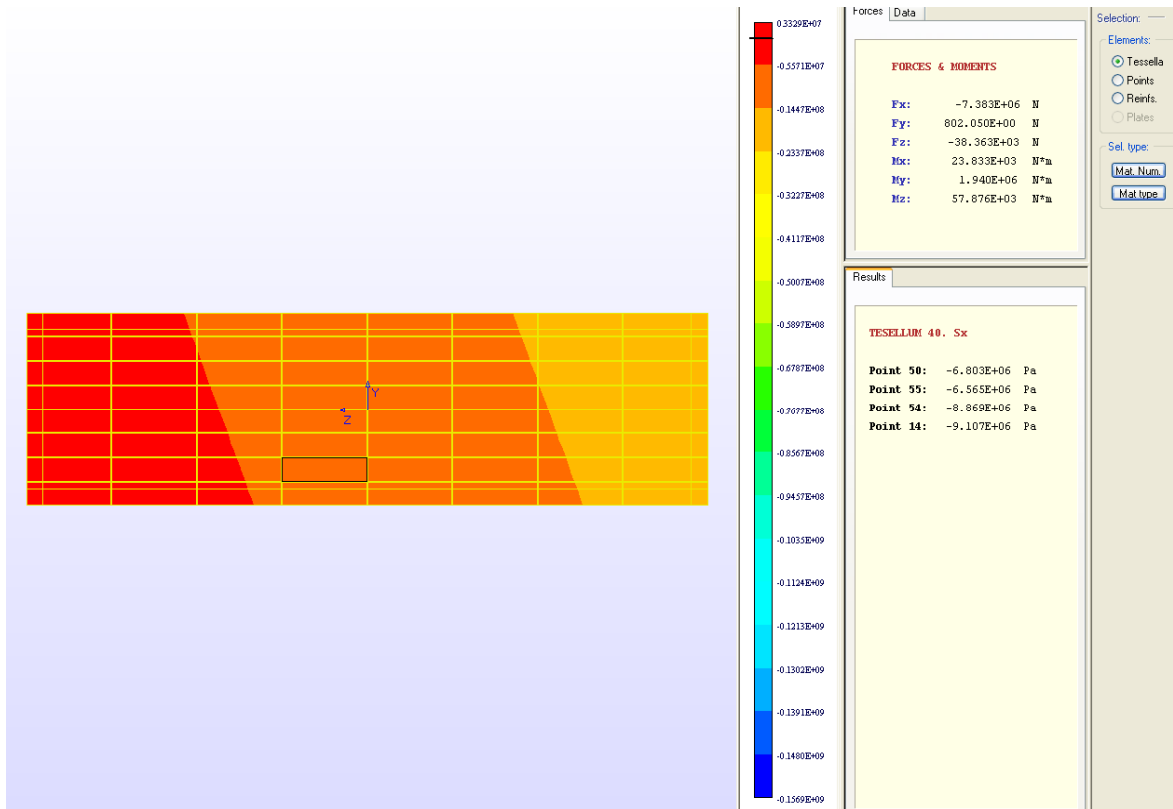 Y
Z
0.3329E+07
-0.5571E+07
-0.1447E+08
-0.2337E+08
-0.3227E+08
-0.4117E+08
-0.5007E+08
-0.5897E+08
-0.6787E+08
-0.7677E+08
-0.8567E+08
-0.9457E+08
-0.1035E+09
-0.1124E+09
-0.1213E+09
-0.1302E+09
-0.1391E+09
-0.1480E+09
-0.1569E+09
Forces Data
FORCES & MOMENTS
Fx: -7.383E+06 N
Fy: 802.050E+00 N
Fz: -38.363E+03 N
Mx: 23.833E+03 N*m
My: 1.940E+06 N*m
Mz: 57.876E+03 N*m
Results
TESELLUM 40. Sx
Point 50: -6.803E+06 Pa
Point 55: -6.565E+06 Pa
Point 54: -8.869E+06 Pa
Point 14: -9.107E+06 Pa
Selection:
Elements:
Tessella
Points
Reinfs.
Plates
Sel. type:
Mat. Num.
Mat type